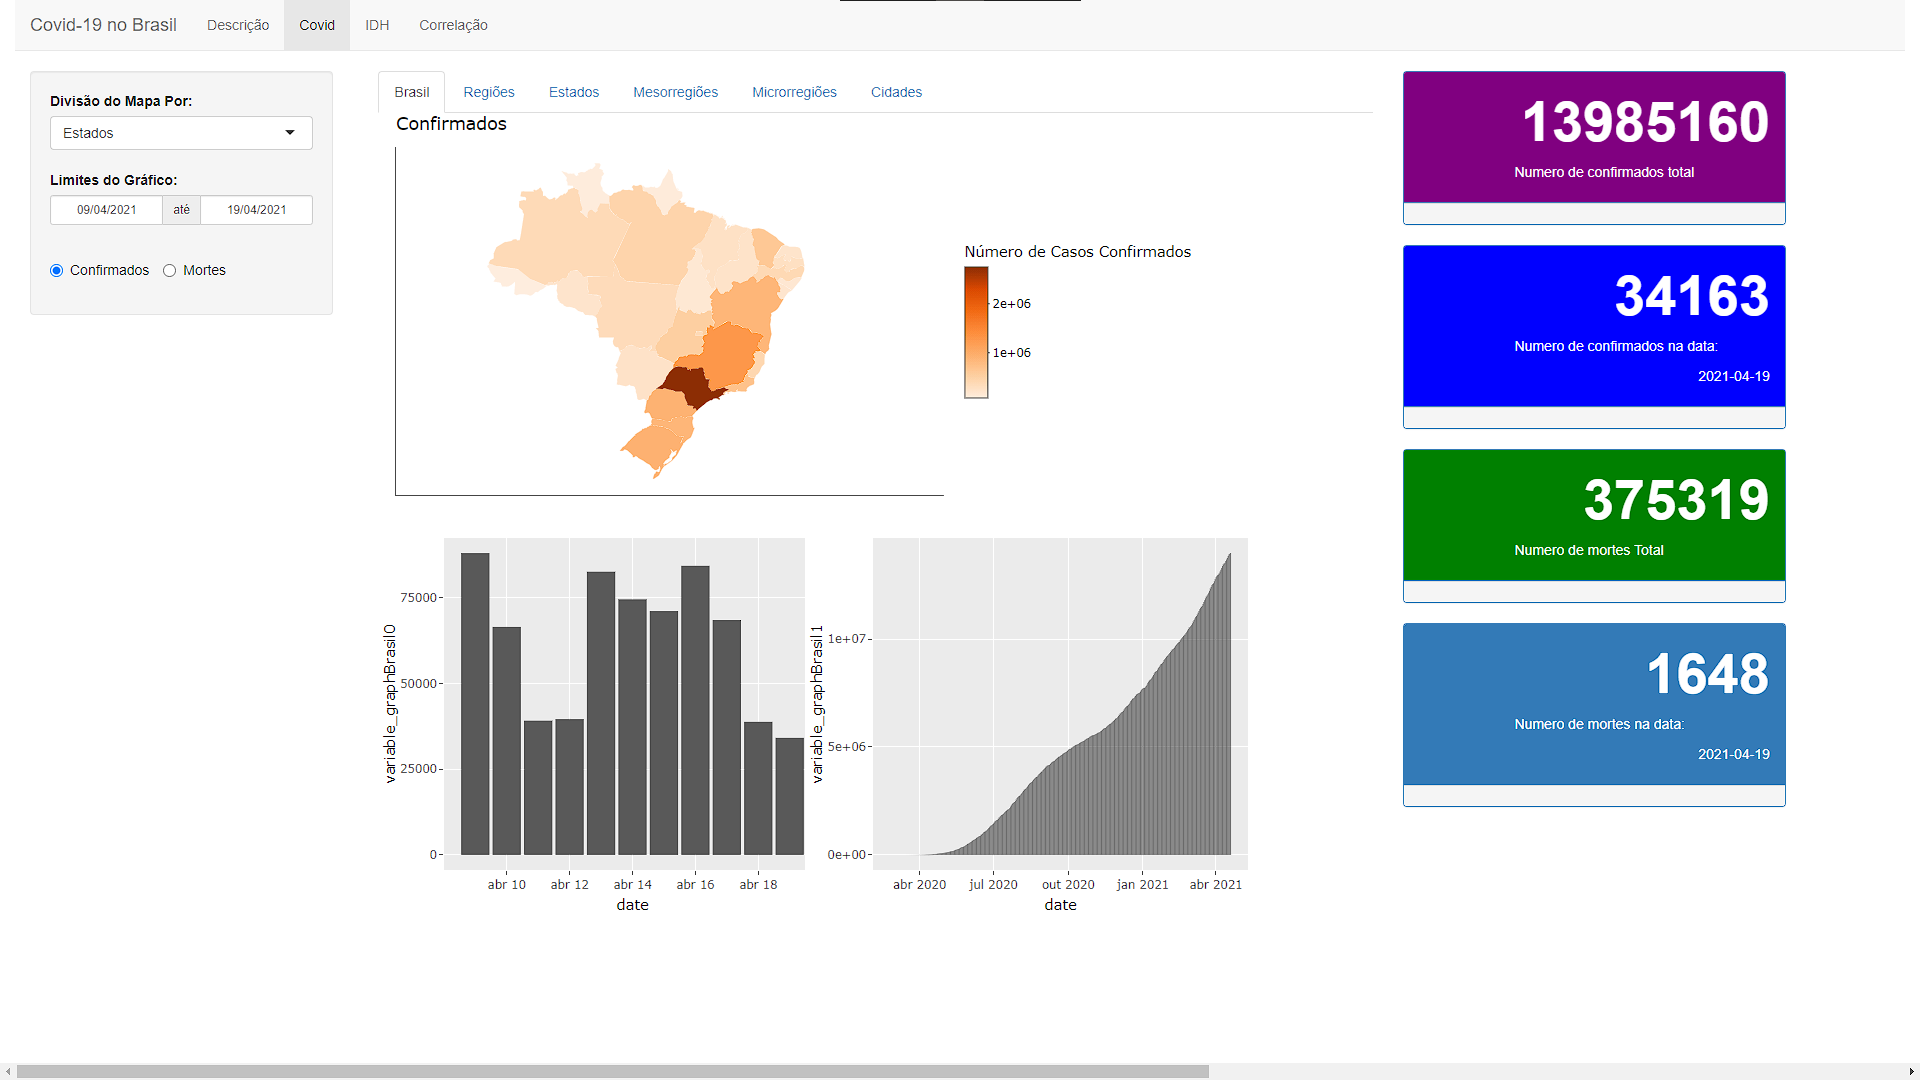 Covid-19 no Brasil Descrição Covid IDH Correlação
Divisão do Mapa Por:
Estados
Limites do Gráfico:
09/04/2021 até 19/04/2021
Confirmados Mortes
Brasil Regiões Estados Mesorregiões Microrregiões Cidades
Confirmados
Número de Casos Confirmados
2e+06
1e+06
variable_graphBrasil0
75000
50000
25000
0
abr 10 abr 12 abr 14 abr 16 abr 18
date
variable_graphBrasil1
1e+07
5e+06
0e+00
abr 2020 jul 2020 out 2020 jan 2021 abr 2021
date
13985160
Numero de confirmados total
34163
Numero de confirmados na data:
2021-04-19
375319
Numero de mortes Total
1648
Numero de mortes na data:
2021-04-19